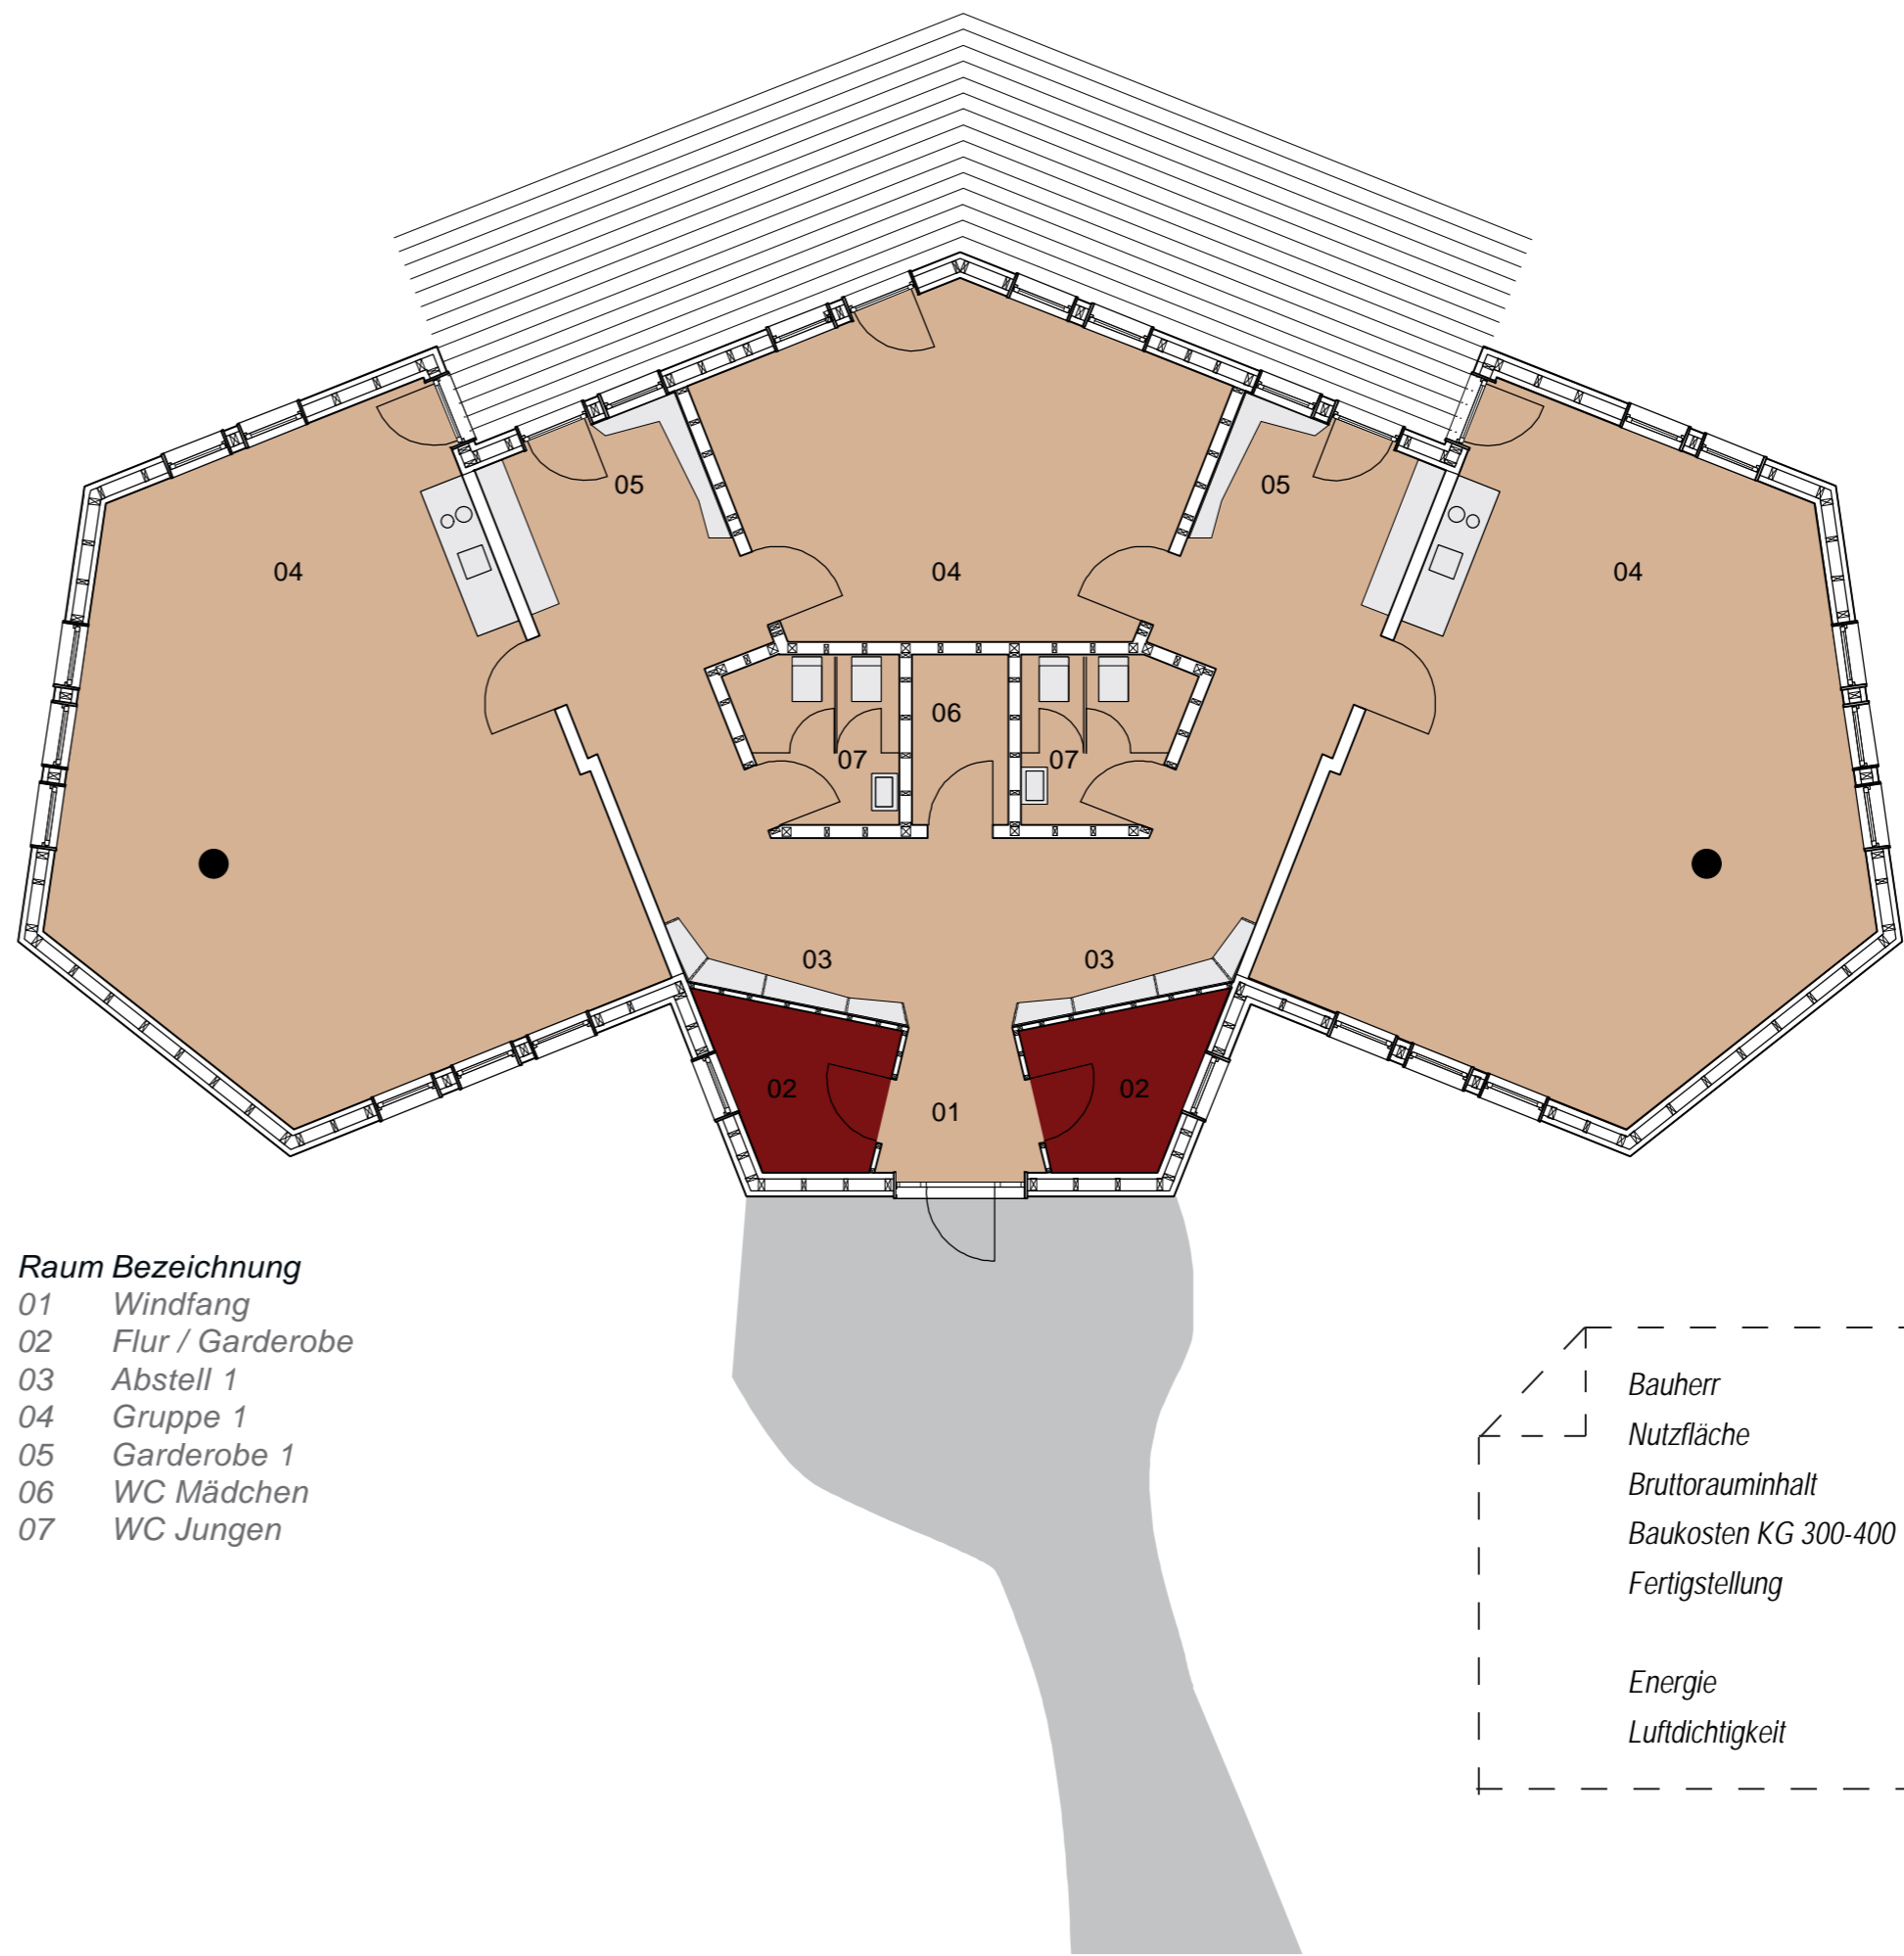 05
05
04
04
04
06
07
07
03
03
02
02
01
Raum Bezeichnung
01 Windfang
02 Flur / Garderobe
03 Abstell 1
04 Gruppe 1
05 Garderobe 1
06 WC Mädchen
07 WC Jungen
Bauherr
Nutzfläche
Bruttorauminhalt
Baukosten KG 300-400
Fertigstellung
Energie
Luftdichtigkeit